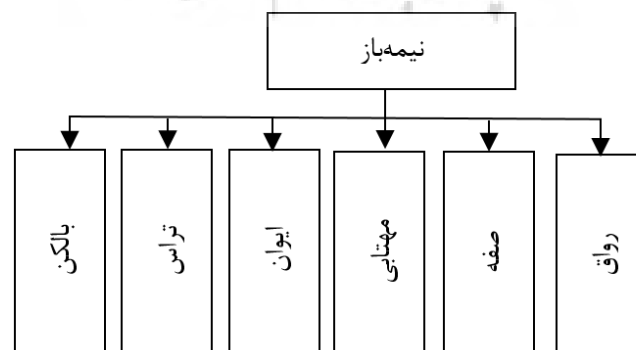 نیمه‌باز
رواق
صفه
مهتابی
ایوان
تراس
بالکن